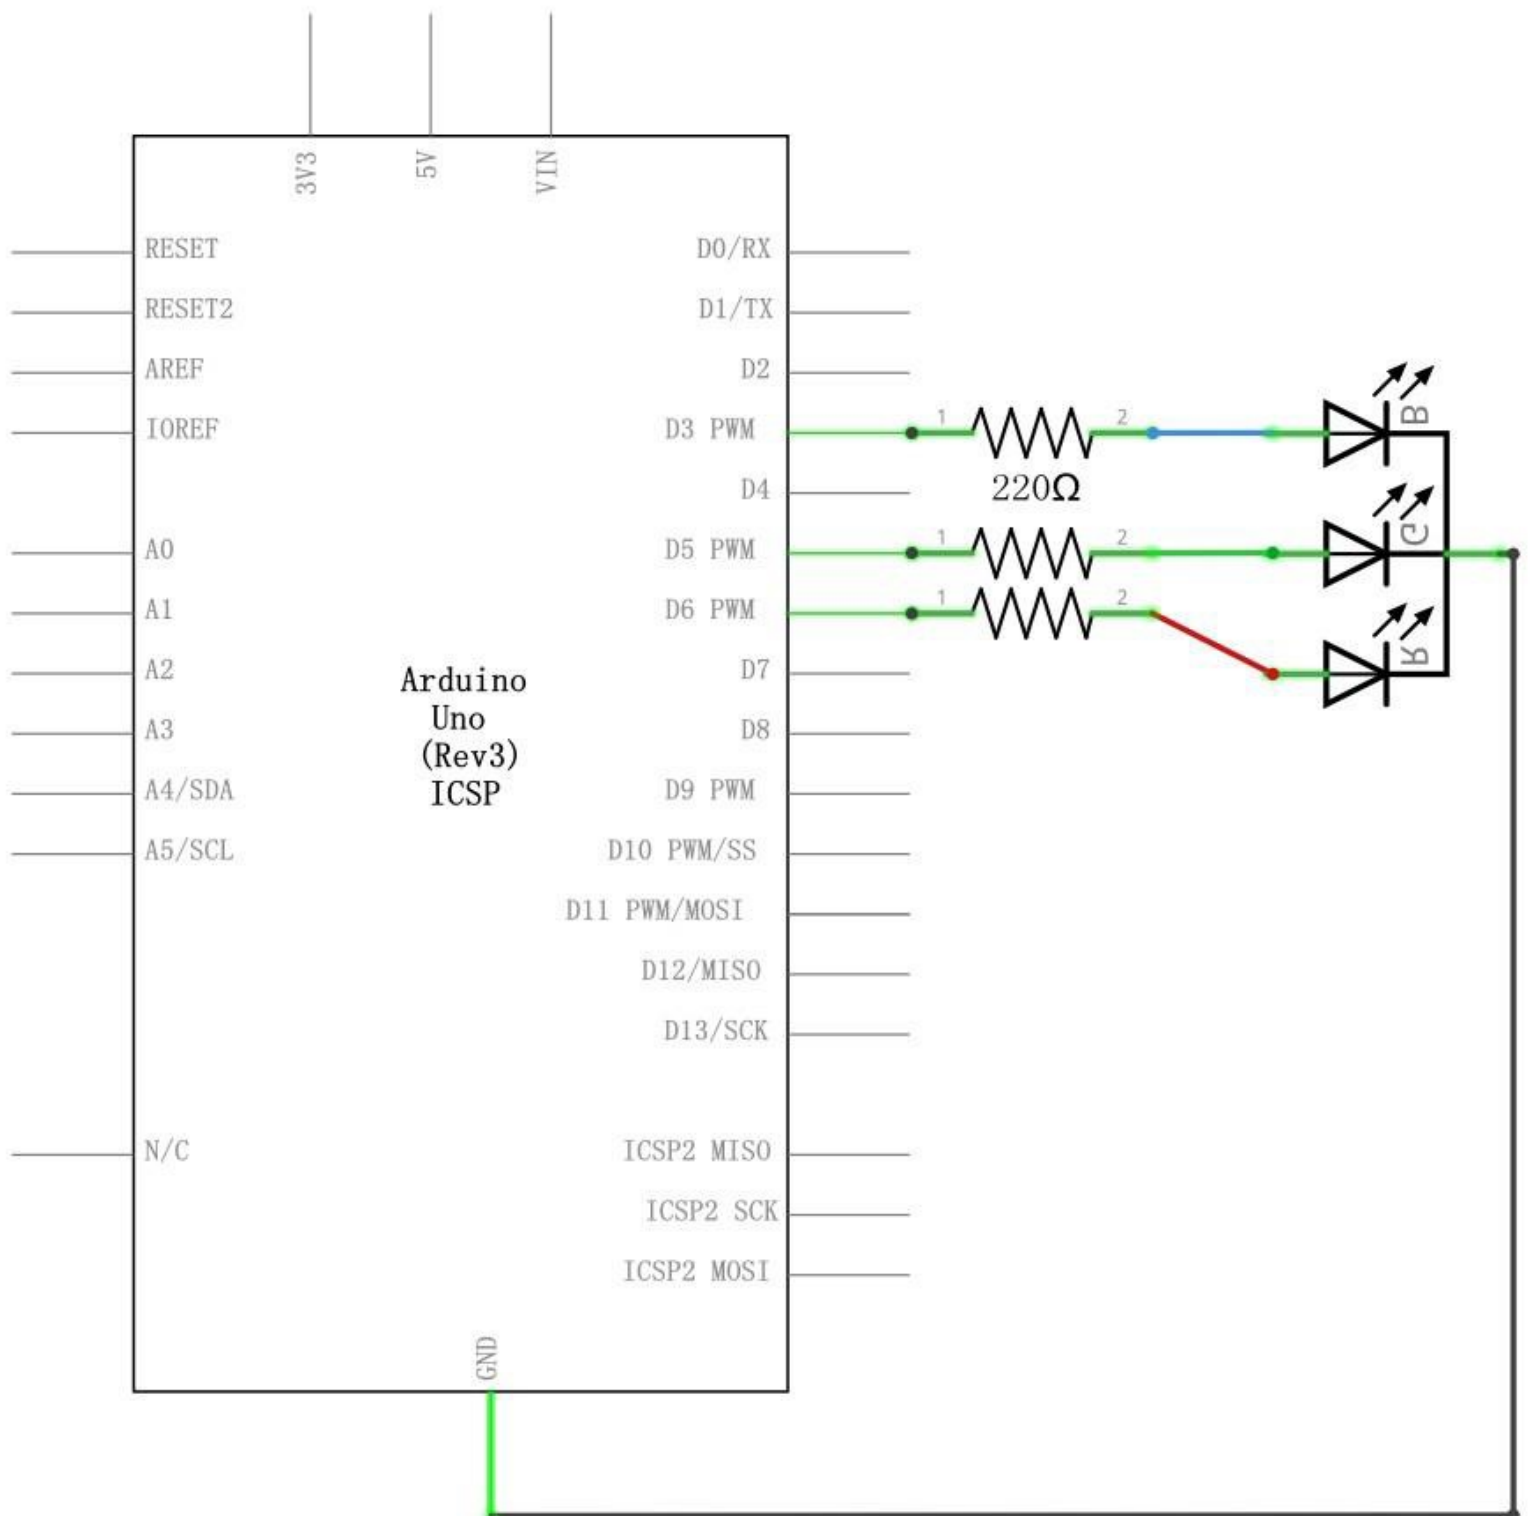 3V3
5V
VIN
RESET
RESET2
AREF
IOREF
A0
A1
A2
A3
A4/SDA
A5/SCL
N/C
Arduino
Uno
(Rev3)
ICSP
D0/RX
D1/TX
D2
D3 PWM
D4
D5 PWM
D6 PWM
D7
D8
D9 PWM
D10 PWM/SS
D11 PWM/MOSI
D12/MISO
D13/SCK
ICSP2 MISO
ICSP2 SCK
ICSP2 MOSI
GND
1 2
220Ω
1 2
1 2
B
G
R